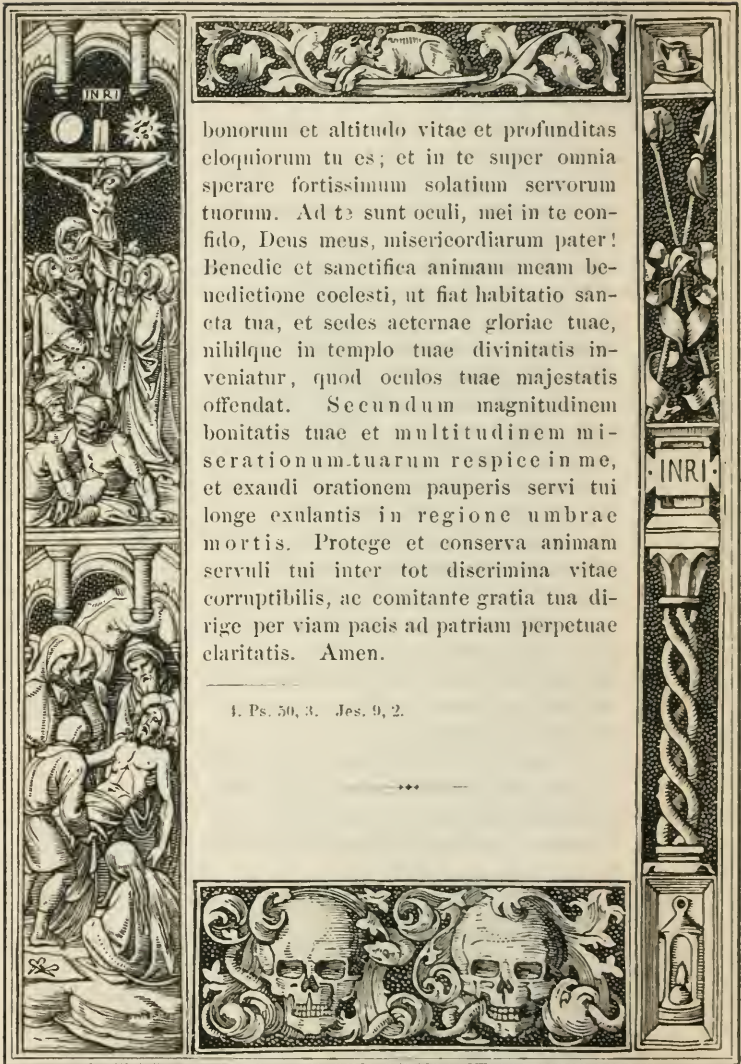 INRI
bonorum et altitudo vitae et profunditas
eloquiorum tu es; et in te super omnia
sperare fortissimum solatium servorum
tuorum. Ad te sunt oculi, mei in te con-
fido, Deus meus, misericordiarum pater!
Benedic et sanctifica animam meam be-
nedictione coelesti, ut fiat habitatio san-
cta tua, et sedes aeternae gloriae tuae,
nihilque in templo tuae divinitatis in-
veniatur, quod oculos tuae majestatis
offendat. Secundum magnitudinem
bonitatis tuae et multitudinem mi-
serationum tuarum respice in me,
et exaudi orationem pauperis servi tui
longe exulantis in regione umbrae
mortis. Protege et conserva animam
servuli tui inter tot discrimina vitae
corruptibilis, ac comitante gratia tua di-
rige per viam pacis ad patriam perpetuae
claritatis. Amen.
1. Ps. 50, 3. Jes. 9, 2.
·INRI·